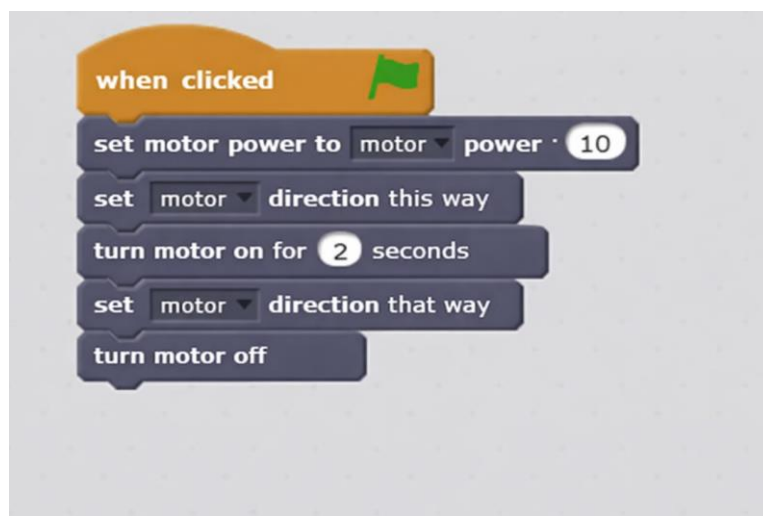 when clicked
set motor power to motor power · 10
set motor direction this way
turn motor on for 2 seconds
set motor direction that way
turn motor off